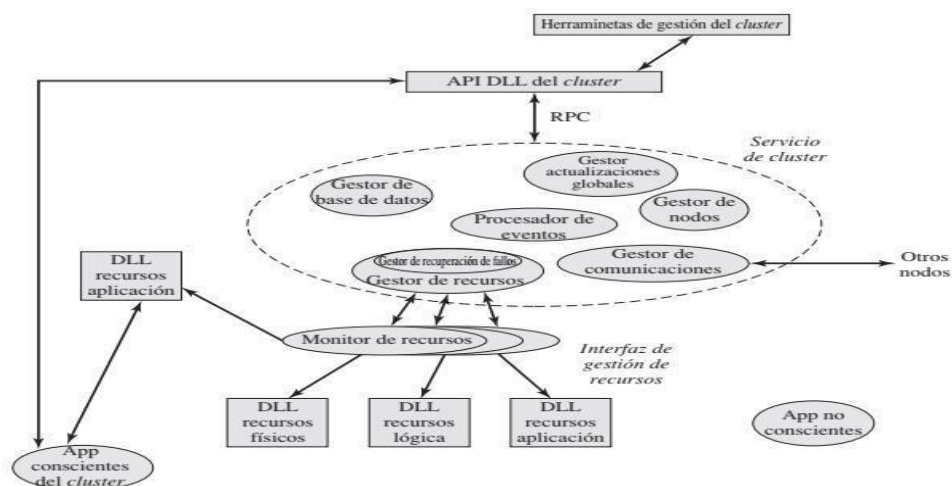 Herraminetas de gestión del cluster
API DLL del cluster
RPC
Servicio
de cluster
Gestor
actualizaciones
globales
Gestor de
base de datos
Gestor de
nodos
Procesador de
eventos
Gestor de recuperación de fallos
Gestor de recursos
Gestor de
comunicaciones
Otros
nodos
DLL
recursos
aplicación
Monitor de recursos
Interfaz de
gestión de
recursos
DLL
recursos
físicos
DLL
recursos
lógica
DLL
recursos
aplicación
App no
conscientes
App
conscientes
del cluster